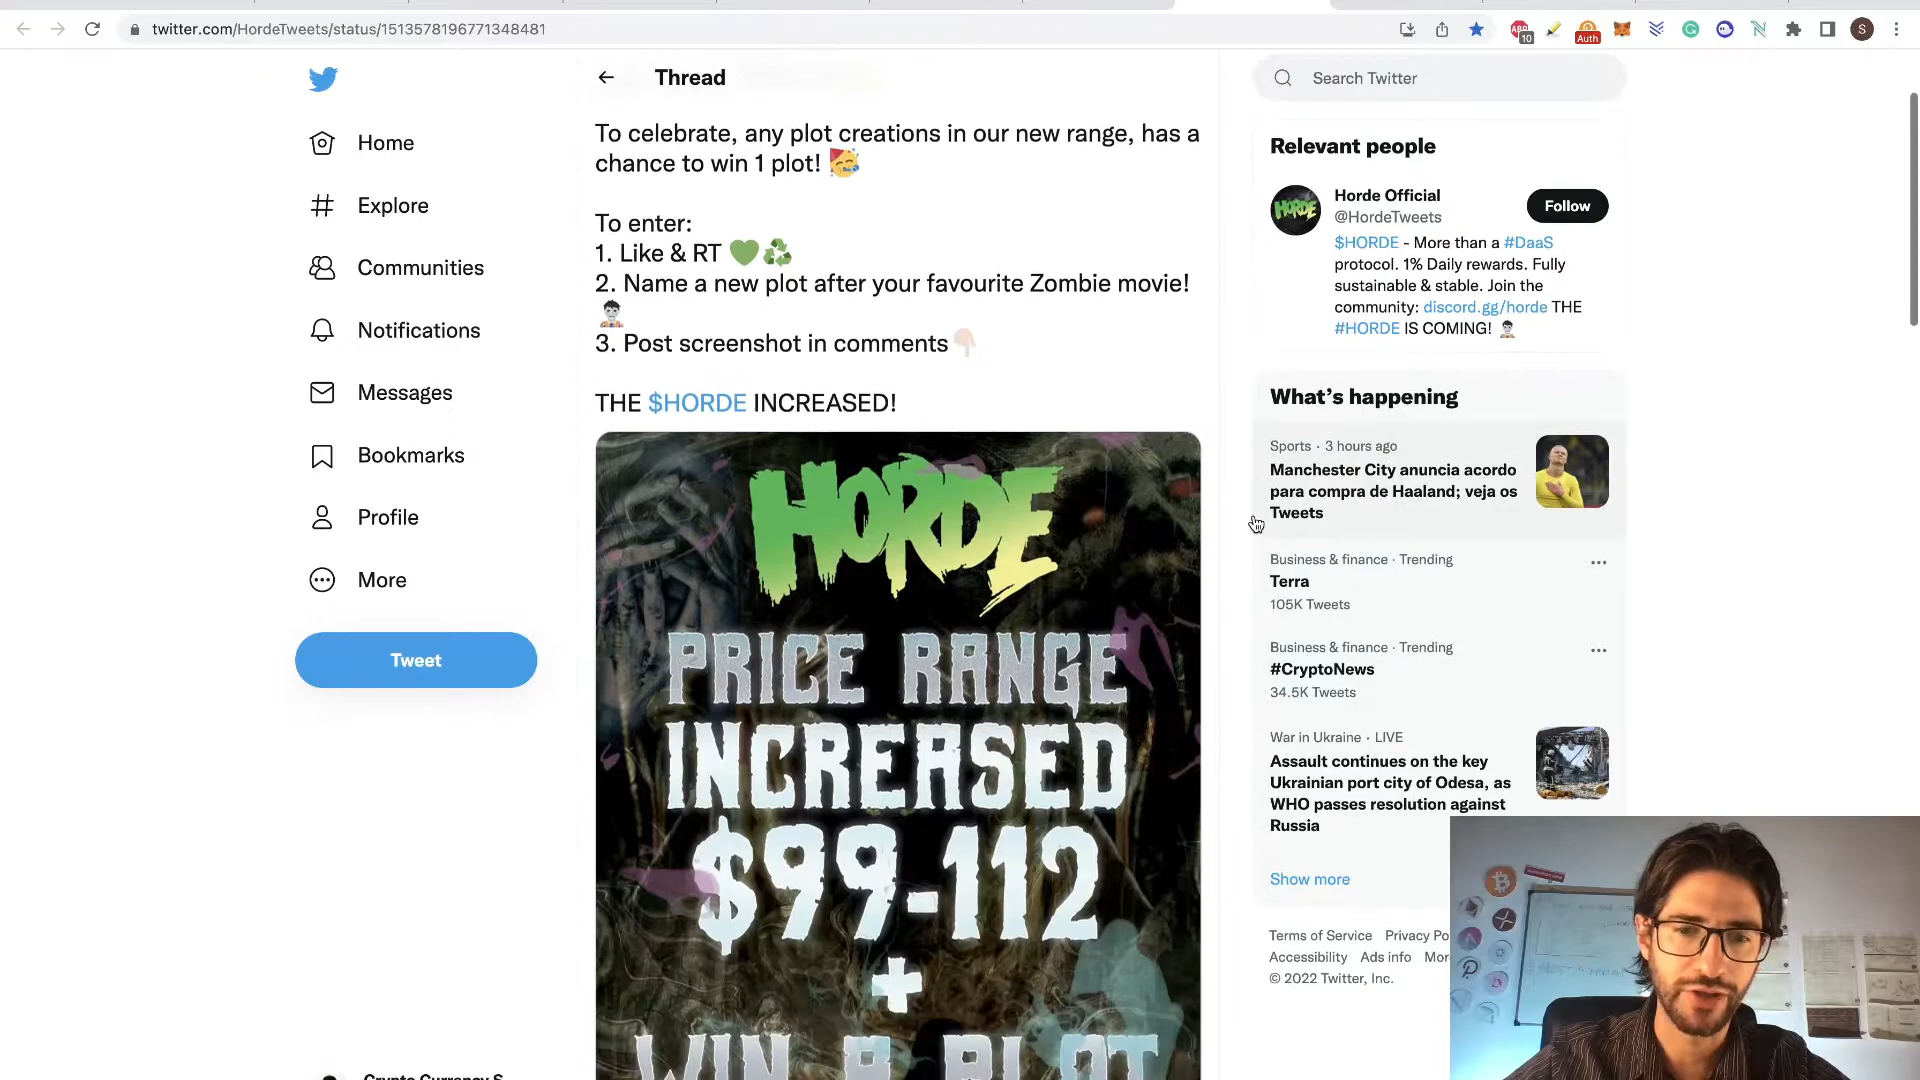 twitter.com/HordeTweets/status/1513578196771348481
10
Auth
S
Thread
Search Twitter
Home
Explore
Communities
Notifications
Messages
Bookmarks
Profile
More
Tweet
To celebrate, any plot creations in our new range, has a
chance to win 1 plot! 🥳
To enter:
1. Like & RT 💚♻️
2. Name a new plot after your favourite Zombie movie!
🧟‍♂️
3. Post screenshot in comments👇🏻
THE $HORDE INCREASED!
HORDE
PRICE RANGE
INCREASED
$99-112
+
WIN A PLOT
Relevant people
HORDE
Horde Official
@HordeTweets
Follow
$HORDE - More than a #DaaS
protocol. 1% Daily rewards. Fully
sustainable & stable. Join the
community: discord.gg/horde THE
#HORDE IS COMING! 🧟‍♂️
What's happening
Sports · 3 hours ago
Manchester City anuncia acordo
para compra de Haaland; veja os
Tweets
Business & finance · Trending
Terra
105K Tweets
Business & finance · Trending
#CryptoNews
34.5K Tweets
War in Ukraine · LIVE
Assault continues on the key
Ukrainian port city of Odesa, as
WHO passes resolution against
Russia
Show more
Terms of Service Privacy Po
Accessibility Ads info Mor
© 2022 Twitter, Inc.